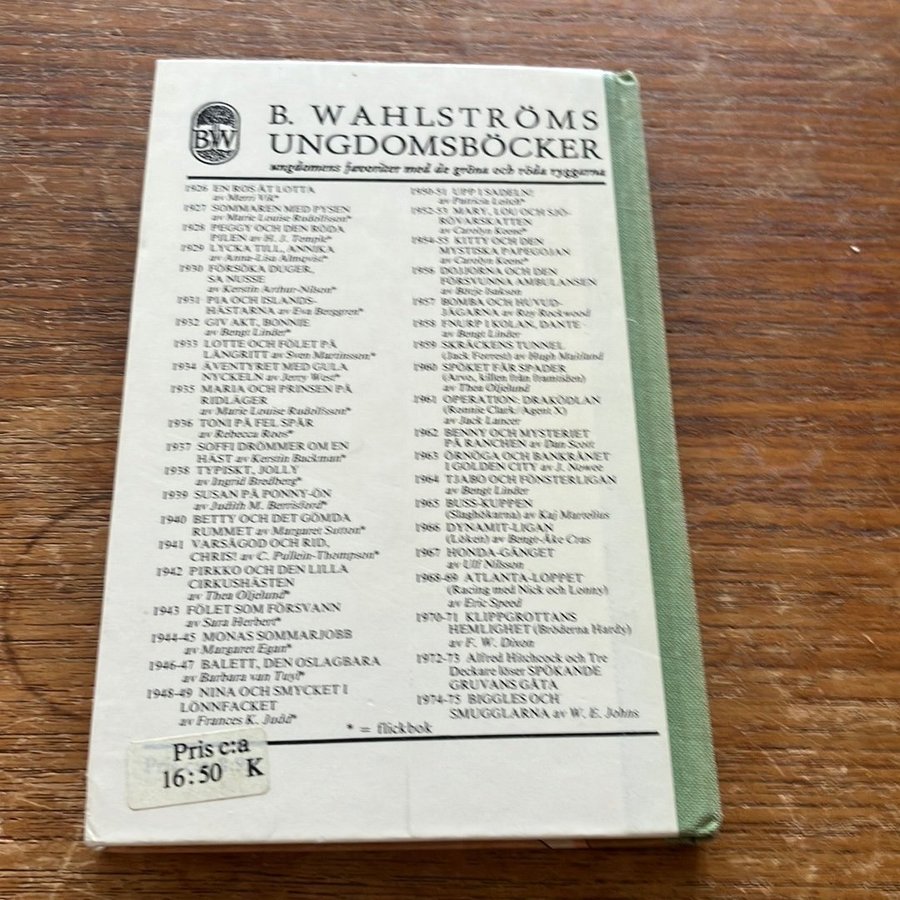 BW
B. WAHLSTRÖMS
UNGDOMSBÖCKER
ungdomens favoriter med de gröna och röda ryggarna
1926 EN ROS ÅT LOTTA
av Merri Vik*
1927 SOMMAREN MED PYSEN
av Marie Louise Rudolfsson*
1928 PEGGY OCH DEN RÖDA
PILEN av H. J. Temple*
1929 LYCKA TILL, ANNIKA
av Anna-Lisa Almqvist*
1930 FÖRSÖKA DUGER,
SA NUSSE
av Kerstin Arthur-Nilson*
1931 PIA OCH ISLANDS-
HÄSTARNA av Eva Berggren*
1932 GIV AKT, BONNIE
av Bengt Linder*
1933 LOTTE OCH FÖLET PÅ
LÅNGRITT av Sven Martinsson*
1934 ÄVENTYRET MED GULA
NYCKELN av Jerry West*
1935 MARIA OCH PRINSEN PÅ
RIDLÄGER
av Marie Louise Rudolfsson*
1936 TONI PÅ FEL SPÅR
av Rebecca Roos*
1937 SOFFI DRÖMMER OM EN
HÄST av Kerstin Backman*
1938 TYPISKT, JOLLY
av Ingrid Bredberg*
1939 SUSAN PÅ PONNY-ÖN
av Judith M. Berrisford*
1940 BETTY OCH DET GÖMDA
RUMMET av Margaret Sutton*
1941 VARSÅGOD OCH RID,
CHRIS! av C. Pullein-Thompson*
1942 PIRKKO OCH DEN LILLA
CIRKUSHÄSTEN
av Thea Oljelund*
1943 FÖLET SOM FÖRSVANN
av Sara Herbert*
1944-45 MONAS SOMMARJOBB
av Margaret Egan*
1946-47 BALETT, DEN OSLAGBARA
av Barbara van Tuyl*
1948-49 NINA OCH SMYCKET I
LÖNNFACKET
av Frances K. Judd*
1950-51 UPP I SADELN!
av Patricia Leitch*
1952-53 MARY, LOU OCH SJÖ-
RÖVARSKATTEN
av Carolyn Keene*
1954-55 KITTY OCH DEN
MYSTISKA PAPEGOJAN
av Carolyn Keene*
1956 DOJJORNA OCH DEN
FÖRSVUNNA AMBULANSEN
av Börje Isakson
1957 BOMBA OCH HUVUD-
JÄGARNA av Roy Rockwood
1958 FNURP I KOLAN, DANTE
av Bengt Linder
1959 SKRÄCKENS TUNNEL
(Jack Forrest) av Hugh Maitland
1960 SPÖKET FÅR SPADER
(Arvo, killen från framtiden)
av Thea Oljelund
1961 OPERATION: DRAKÖDLAN
(Ronnie Clark/Agent X)
av Jack Lancer
1962 BENNY OCH MYSTERIET
PÅ RANCHEN av Dan Scott
1963 ÖRNÖGA OCH BANKRÅNET
I GOLDEN CITY av J. Nowee
1964 TJABO OCH FÖNSTERLIGAN
av Bengt Linder
1965 BUSS-KUPPEN
(Slaghökarna) av Kaj Martelius
1966 DYNAMIT-LIGAN
(Löken) av Bengt-Åke Cras
1967 HONDA-GÄNGET
av Ulf Nilsson
1968-69 ATLANTA-LOPPET
(Racing med Nick och Lonny)
av Eric Speed
1970-71 KLIPPGROTTANS
HEMLIGHET (Bröderna Hardy)
av F. W. Dixon
1972-73 Alfred Hitchcock och Tre
Deckare löser SPÖKANDE
GRUVANS GÅTA
1974-75 BIGGLES OCH
SMUGGLARNA av W. E. Johns
* = flickbok
Pris c:a
16:50 K